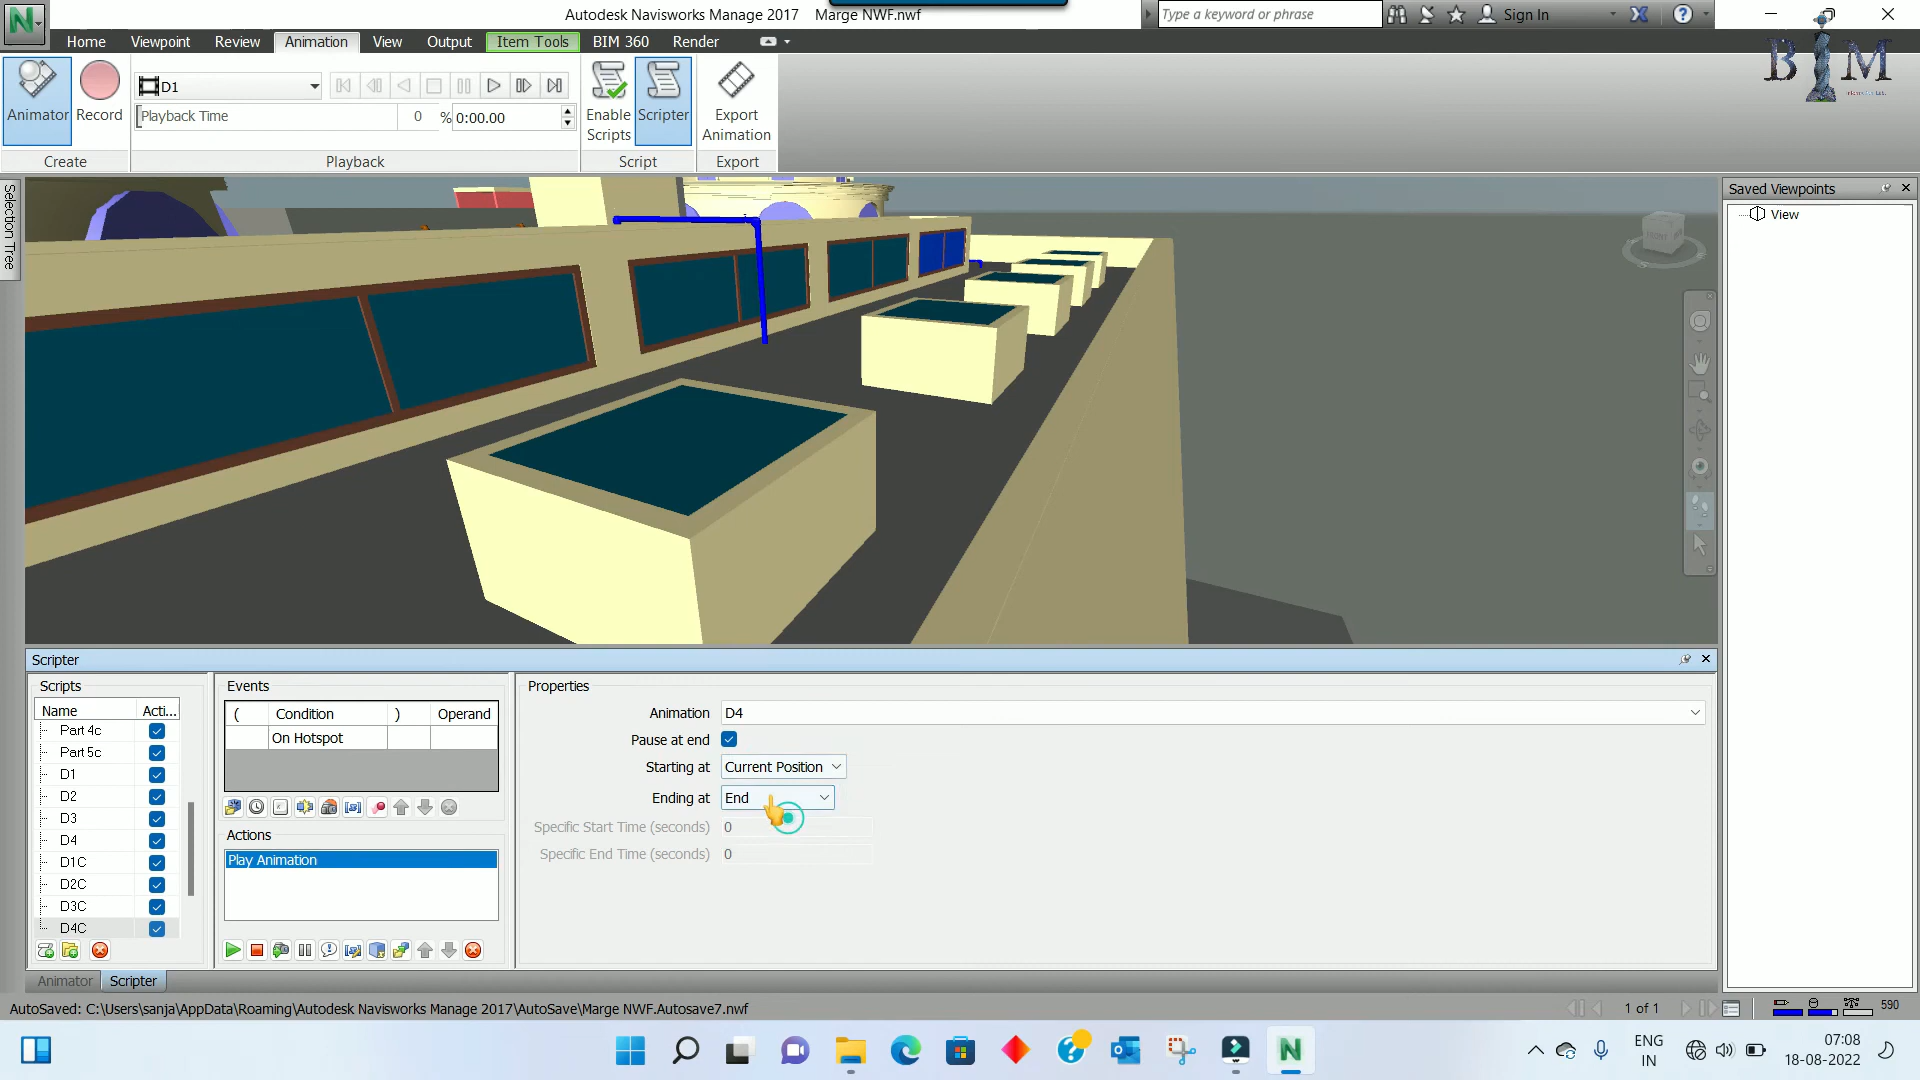 Autodesk Navisworks Manage 2017 Marge NWF.nwf
Type a keyword or phrase
Sign In
Home Viewpoint Review Animation View Output Item Tools BIM 360 Render
BIM
D1
Animator Record
Playback Time 0 % 0:00.00
Enable Scripts
Scripter
Export Animation
Create Playback Script Export
Selection Tree
Saved Viewpoints
View
FRONT
Scripter
Scripts
Name Acti...
Part 4c
Part 5c
D1
D2
D3
D4
D1C
D2C
D3C
D4C
Events
( Condition ) Operand
On Hotspot
Actions
Play Animation
Properties
Animation D4
Pause at end
Starting at Current Position
Ending at End
Specific Start Time (seconds) 0
Specific End Time (seconds) 0
Animator Scripter
AutoSaved: C:\Users\sanja\AppData\Roaming\Autodesk Navisworks Manage 2017\AutoSave\Marge NWF.Autosave7.nwf
1 of 1
590
ENG
IN
07:08
18-08-2022